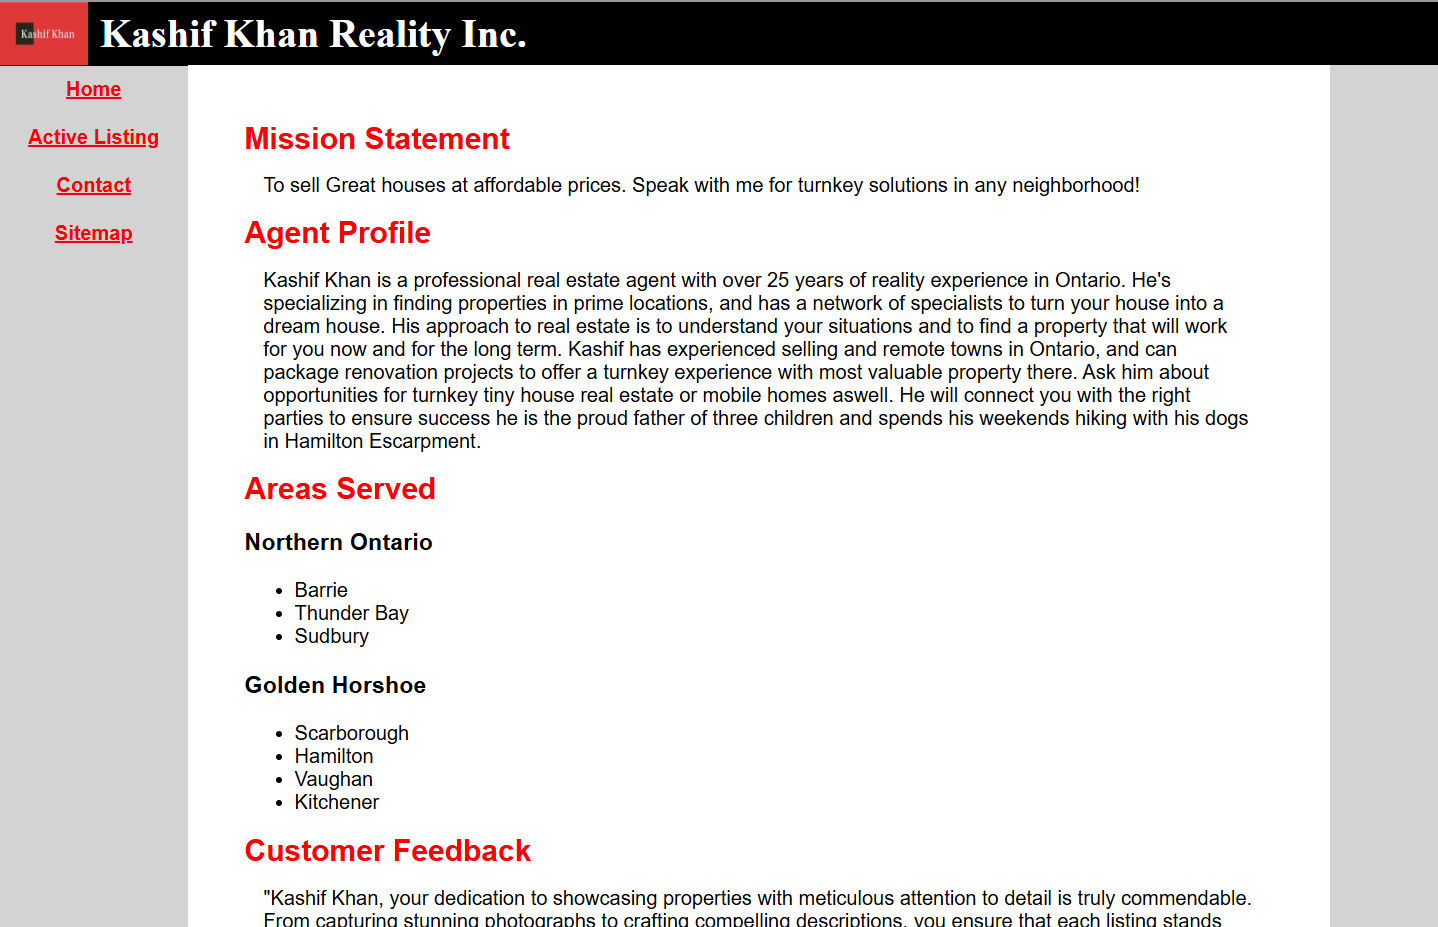 Kashif Khan
Kashif Khan Reality Inc.
Home
Active Listing
Contact
Sitemap
Mission Statement
To sell Great houses at affordable prices. Speak with me for turnkey solutions in any neighborhood!
Agent Profile
Kashif Khan is a professional real estate agent with over 25 years of reality experience in Ontario. He's
specializing in finding properties in prime locations, and has a network of specialists to turn your house into a
dream house. His approach to real estate is to understand your situations and to find a property that will work
for you now and for the long term. Kashif has experienced selling and remote towns in Ontario, and can
package renovation projects to offer a turnkey experience with most valuable property there. Ask him about
opportunities for turnkey tiny house real estate or mobile homes aswell. He will connect you with the right
parties to ensure success he is the proud father of three children and spends his weekends hiking with his dogs
in Hamilton Escarpment.
Areas Served
Northern Ontario
• Barrie
• Thunder Bay
• Sudbury
Golden Horshoe
• Scarborough
• Hamilton
• Vaughan
• Kitchener
Customer Feedback
"Kashif Khan, your dedication to showcasing properties with meticulous attention to detail is truly commendable.
From capturing stunning photographs to crafting compelling descriptions, you ensure that each listing stands